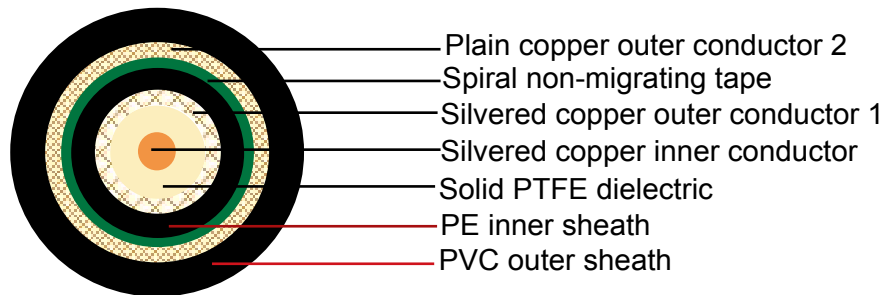 Plain copper outer conductor 2
Spiral non-migrating tape
Silvered copper outer conductor 1
Silvered copper inner conductor
Solid PTFE dielectric
PE inner sheath
PVC outer sheath